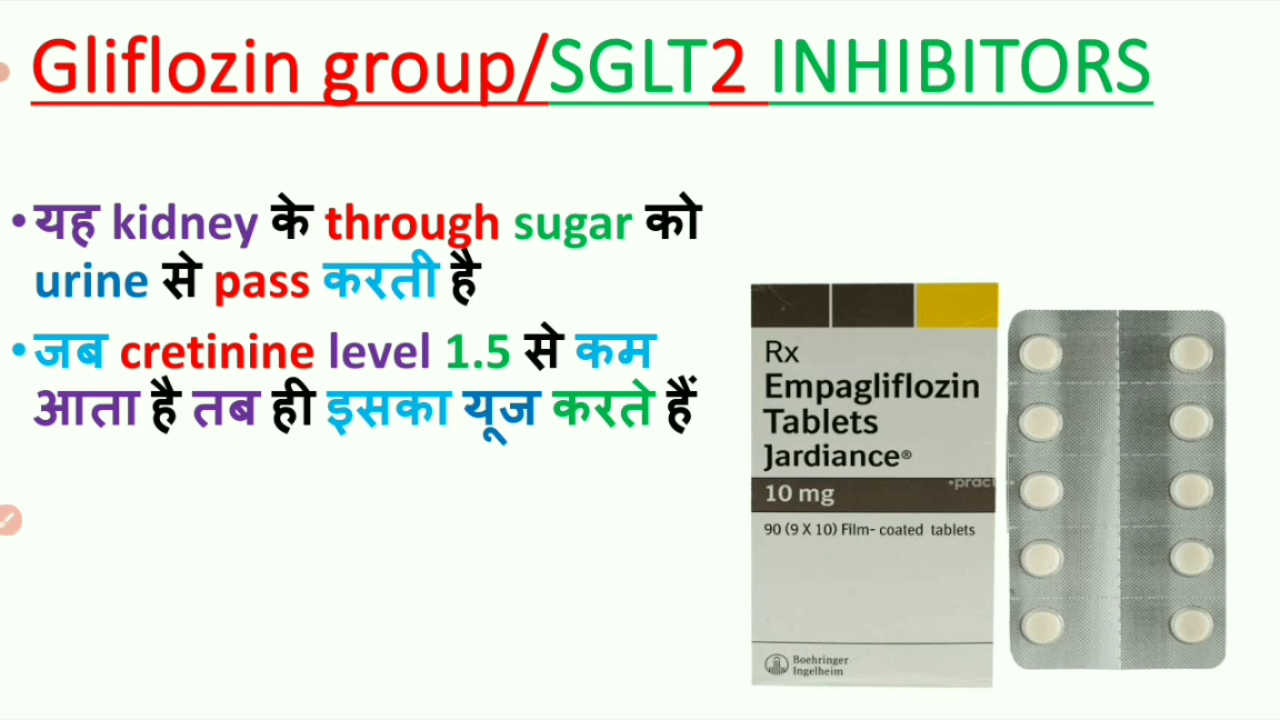 Gliflozin group/SGLT2 INHIBITORS
•यह kidney के through sugar को
urine से pass करती है
•जब cretinine level 1.5 से कम
आता है तब ही इसका यूज करते हैं
Rx
Empagliflozin
Tablets
Jardiance®
•pract
10 mg
90 (9 X 10) Film- coated tablets
Boehringer
Ingelheim